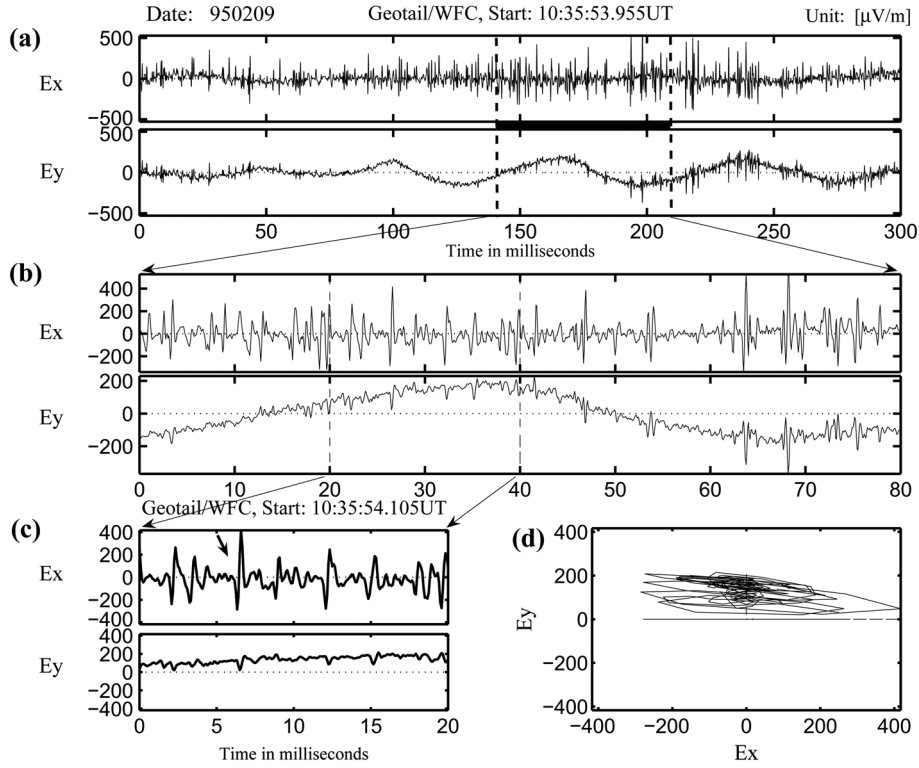 Date: 950209 Geotail/WFC, Start: 10:35:53.955UT Unit: [μV/m]
(a)
500
Ex 0
−500
500
Ey 0
−500
0 50 100 150 200 250 300
Time in milliseconds
(b)
400
200
Ex 0
−200
200
Ey 0
−200
0 10 20 30 40 50 60 70 80
Geotail/WFC, Start: 10:35:54.105UT
(c)
400
200
Ex 0
−200
−400
400
200
Ey 0
−200
−400
0 5 10 15 20
Time in milliseconds
(d)
400
200
Ey 0
−200
−400
−400 −200 0 200 400
Ex